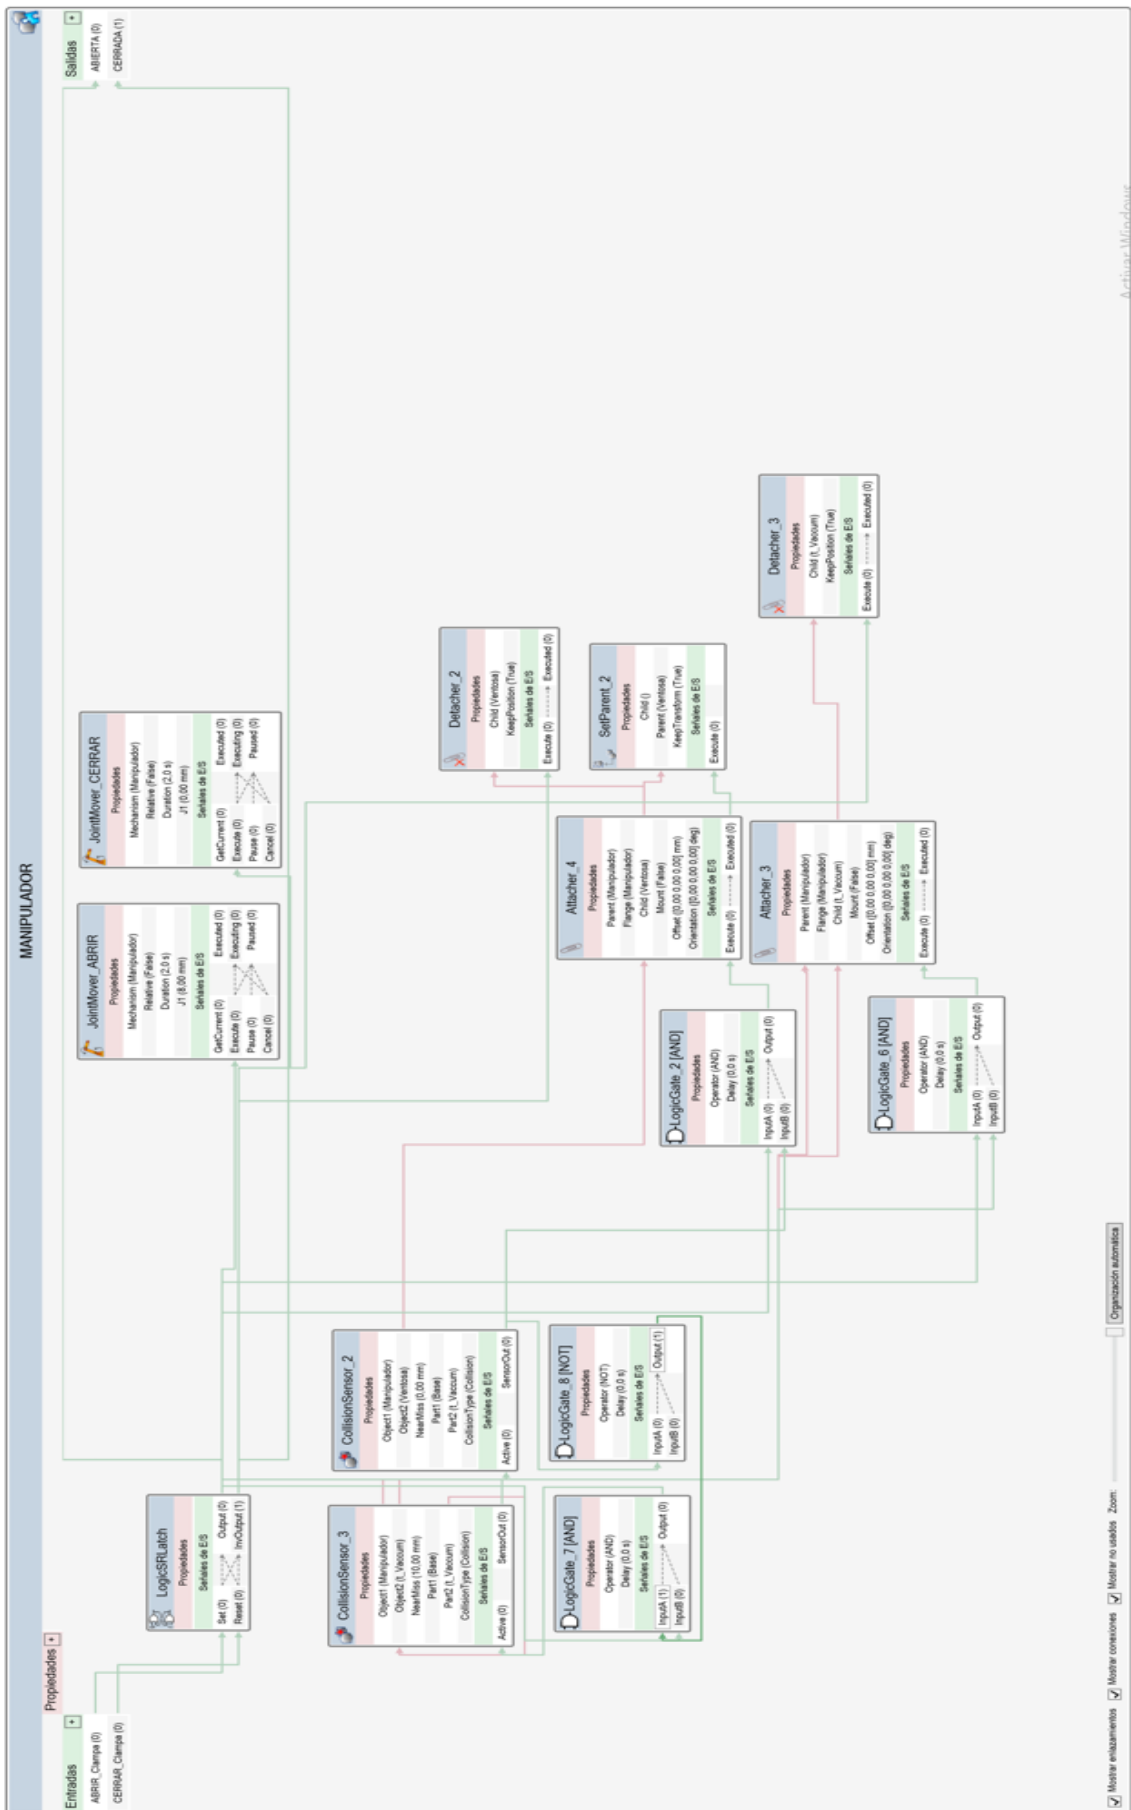 MANIPULADOR
Propiedades +
Entradas +
ABRIR_Clampa (0)
CERRAR_Clampa (0)
Salidas +
ABIERTA (0)
CERRADA (1)
LogicSRLatch
Propiedades
Señales de E/S
Set (0) Output (0)
Reset (0) InvOutput (1)
JointMover_ABRIR
Propiedades
Mechanism (Manipulador)
Relative (False)
Duration (2,0 s)
J1 (8,00 mm)
Señales de E/S
GetCurrent (0) Executed (0)
Execute (0) Executing (0)
Pause (0) Paused (0)
Cancel (0)
JointMover_CERRAR
Propiedades
Mechanism (Manipulador)
Relative (False)
Duration (2,0 s)
J1 (0,00 mm)
Señales de E/S
GetCurrent (0) Executed (0)
Execute (0) Executing (0)
Pause (0) Paused (0)
Cancel (0)
CollisionSensor_3
Propiedades
Object1 (Manipulador)
Object2 (t_Vaccum)
NearMiss (10,00 mm)
Part1 (Base)
Part2 (t_Vaccum)
CollisionType (Collision)
Señales de E/S
Active (0) SensorOut (0)
CollisionSensor_2
Propiedades
Object1 (Manipulador)
Object2 (Ventosa)
NearMiss (0,00 mm)
Part1 (Base)
Part2 (t_Vaccum)
CollisionType (Collision)
Señales de E/S
Active (0) SensorOut (0)
Detacher_2
Propiedades
Child (Ventosa)
KeepPosition (True)
Señales de E/S
Execute (0) Executed (0)
LogicGate_7 [AND]
Propiedades
Operator (AND)
Delay (0,0 s)
Señales de E/S
InputA (1) Output (0)
InputB (0)
LogicGate_8 [NOT]
Propiedades
Operator (NOT)
Delay (0,0 s)
Señales de E/S
InputA (0) Output (1)
InputB (0)
Attacher_4
Propiedades
Parent (Manipulador)
Flange (Manipulador)
Child (Ventosa)
Mount (False)
Offset ([0,00 0,00 0,00] mm)
Orientation ([0,00 0,00 0,00] deg)
Señales de E/S
Execute (0) Executed (0)
SetParent_2
Propiedades
Child ()
Parent (Ventosa)
KeepTransform (True)
Señales de E/S
Execute (0)
LogicGate_2 [AND]
Propiedades
Operator (AND)
Delay (0,0 s)
Señales de E/S
InputA (0) Output (0)
InputB (0)
Attacher_3
Propiedades
Parent (Manipulador)
Flange (Manipulador)
Child (t_Vaccum)
Mount (False)
Offset ([0,00 0,00 0,00] mm)
Orientation ([0,00 0,00 0,00] deg)
Señales de E/S
Execute (0) Executed (0)
Detacher_3
Propiedades
Child (t_Vaccum)
KeepPosition (True)
Señales de E/S
Execute (0) Executed (0)
LogicGate_6 [AND]
Propiedades
Operator (AND)
Delay (0,0 s)
Señales de E/S
InputA (0) Output (0)
InputB (0)
Mostrar enlazamientos Mostrar conexiones Mostrar no usados Zoom: Organización automática
Activar Windows